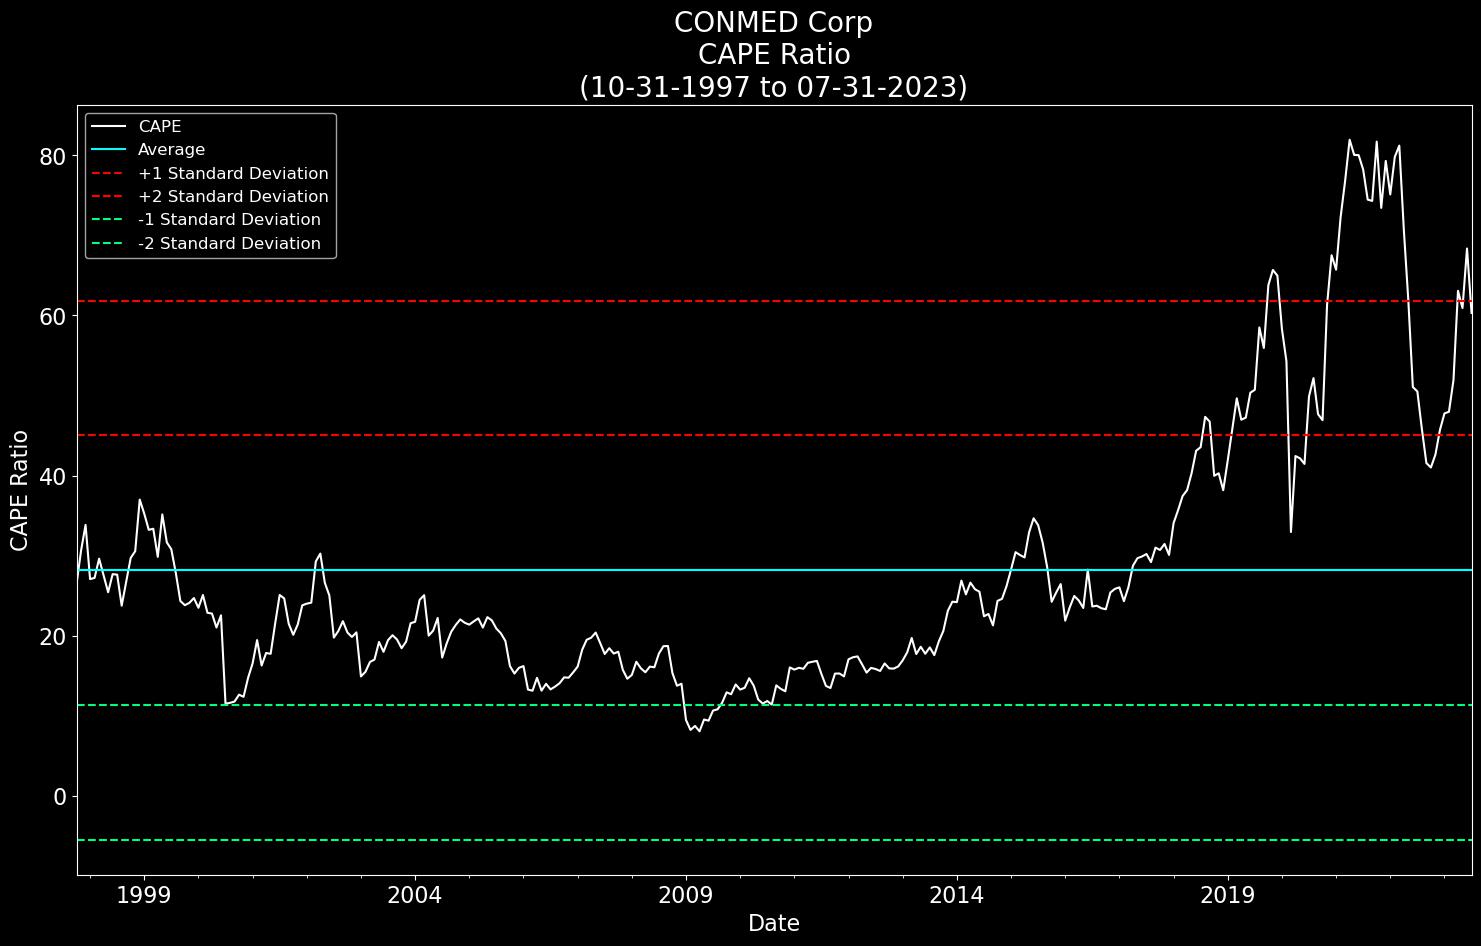 CONMED Corp
CAPE Ratio
(10-31-1997 to 07-31-2023)
CAPE
Average
+1 Standard Deviation
+2 Standard Deviation
-1 Standard Deviation
-2 Standard Deviation
80
60
40
20
0
CAPE Ratio
1999 2004 2009 2014 2019
Date